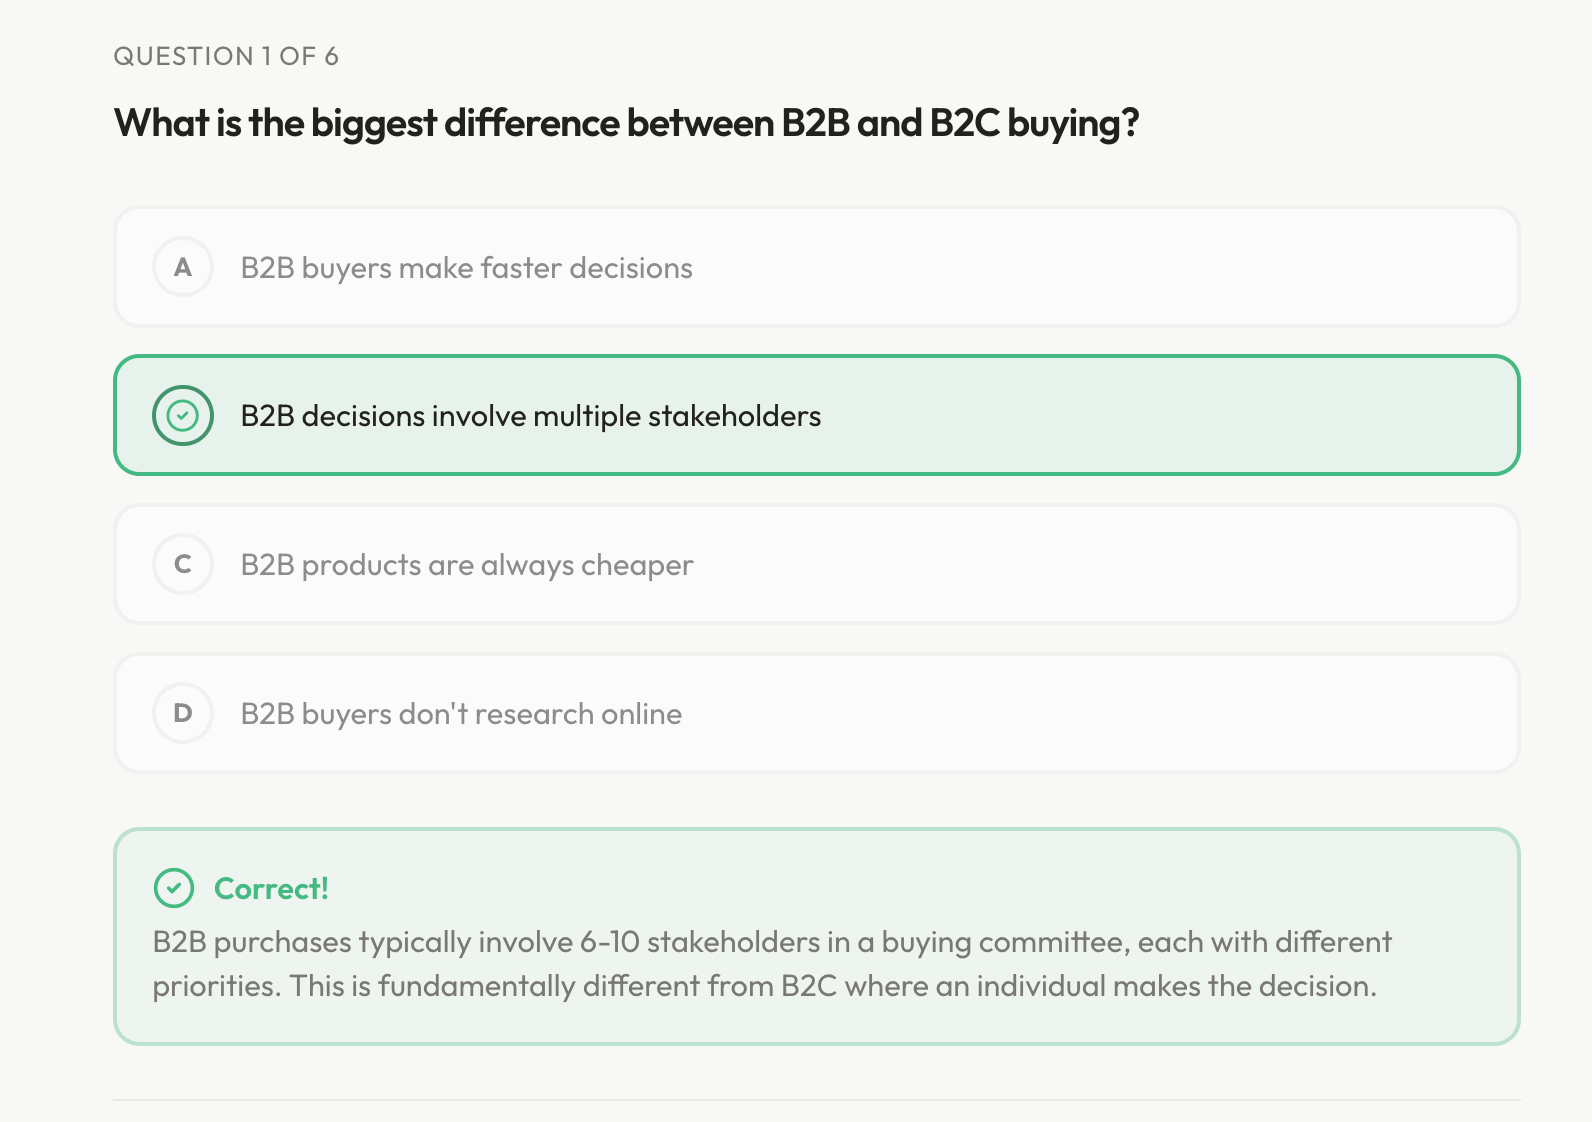 QUESTION 1 OF 6
What is the biggest difference between B2B and B2C buying?
A B2B buyers make faster decisions
B2B decisions involve multiple stakeholders
C B2B products are always cheaper
D B2B buyers don't research online
Correct!
B2B purchases typically involve 6-10 stakeholders in a buying committee, each with different
priorities. This is fundamentally different from B2C where an individual makes the decision.